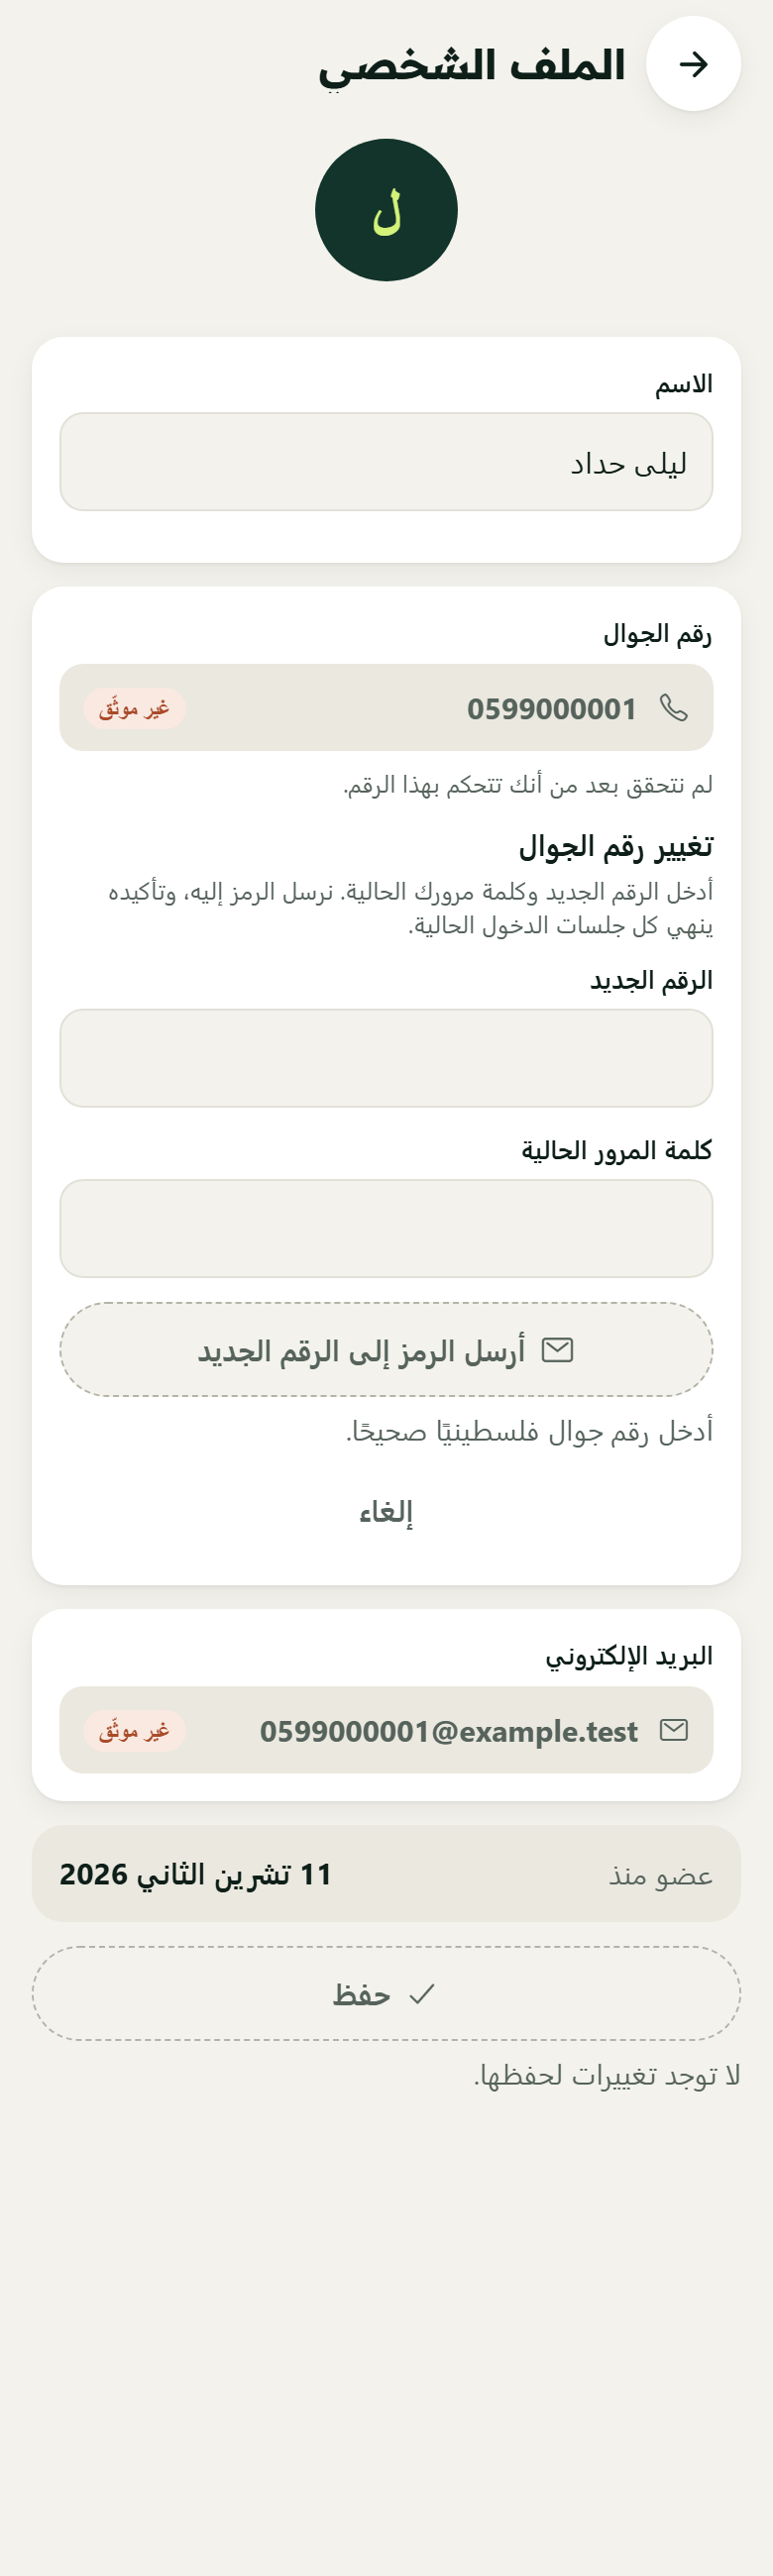 الملف الشخصي
ل
الاسم
ليلى حداد
رقم الجوال
0599000001
غير موثَّق
لم نتحقق بعد من أنك تتحكم بهذا الرقم.
تغيير رقم الجوال
أدخل الرقم الجديد وكلمة مرورك الحالية. نرسل الرمز إليه، وتأكيده
ينهي كل جلسات الدخول الحالية.
الرقم الجديد
كلمة المرور الحالية
أرسل الرمز إلى الرقم الجديد
أدخل رقم جوال فلسطينيًا صحيحًا.
إلغاء
البريد الإلكتروني
0599000001@example.test
غير موثَّق
عضو منذ
11 تشرين الثاني 2026
حفظ
لا توجد تغييرات لحفظها.